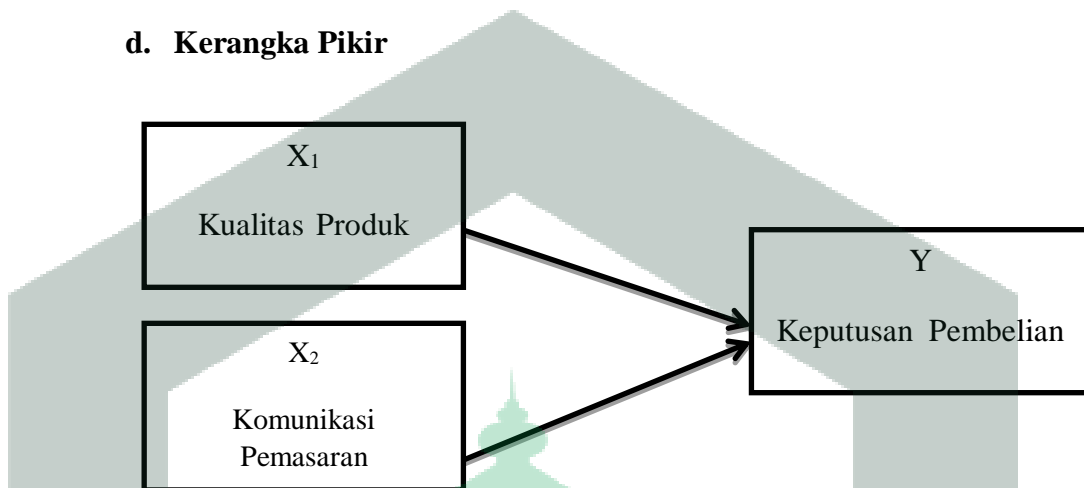 d. Kerangka Pikir
X₁
Kualitas Produk
Y
Keputusan Pembelian
X₂
Komunikasi
Pemasaran